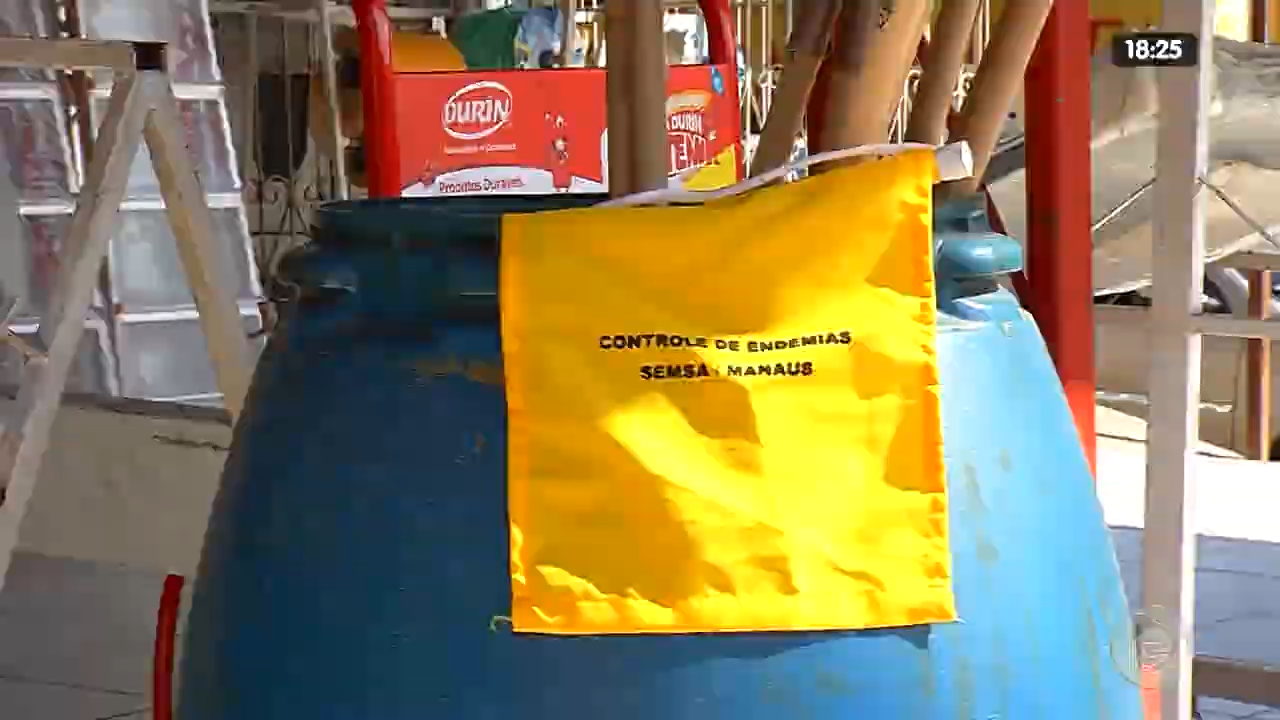 18:25
DURIN
Produtos Duráveis.
DURIN
CONTROLE DE ENDEMIAS
SEMSA / MANAUS